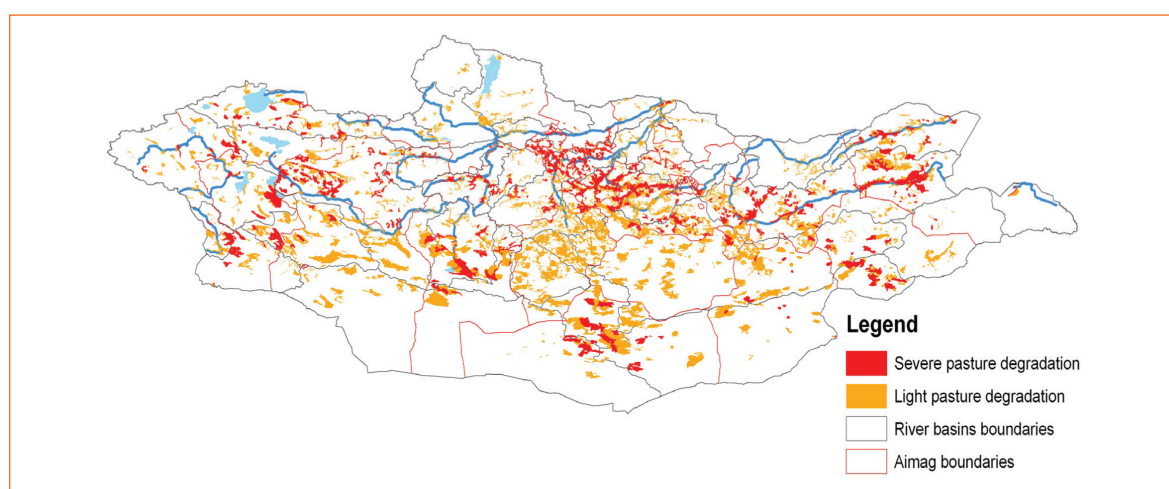 Legend
Severe pasture degradation
Light pasture degradation
River basins boundaries
Aimag boundaries